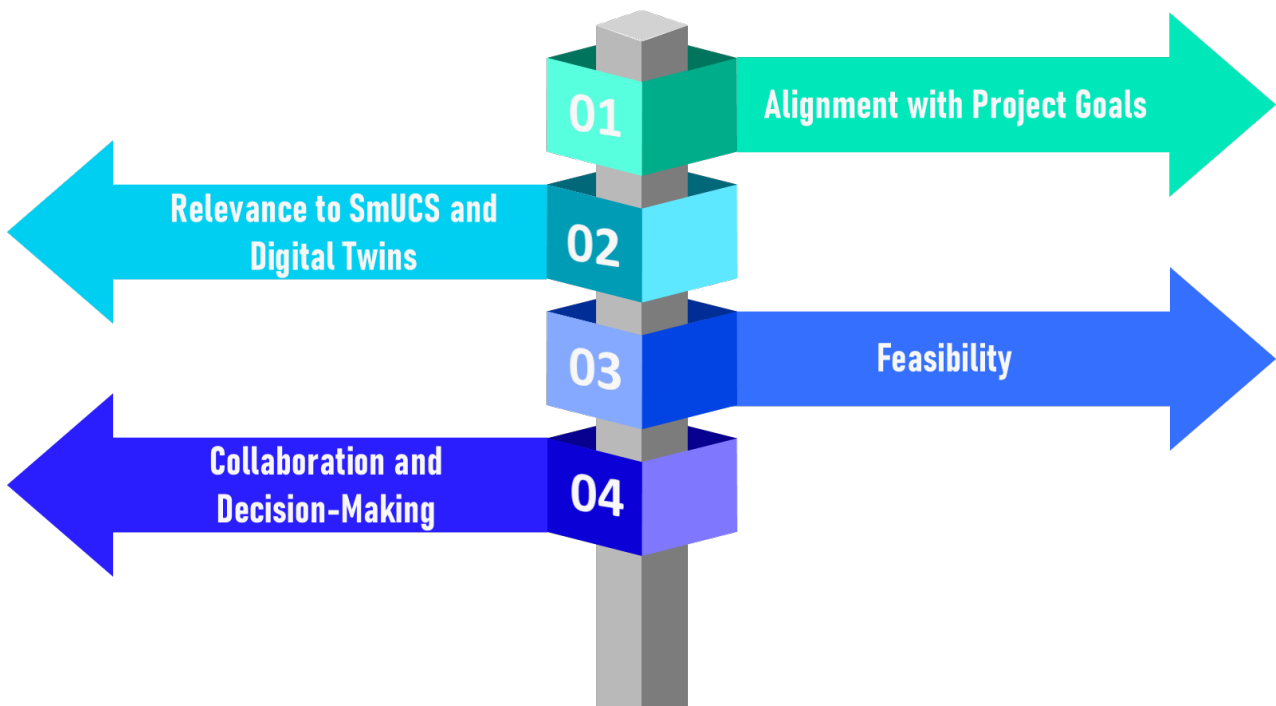 01
Alignment with Project Goals
02
Relevance to SmUCS and
Digital Twins
03
Feasibility
04
Collaboration and
Decision-Making